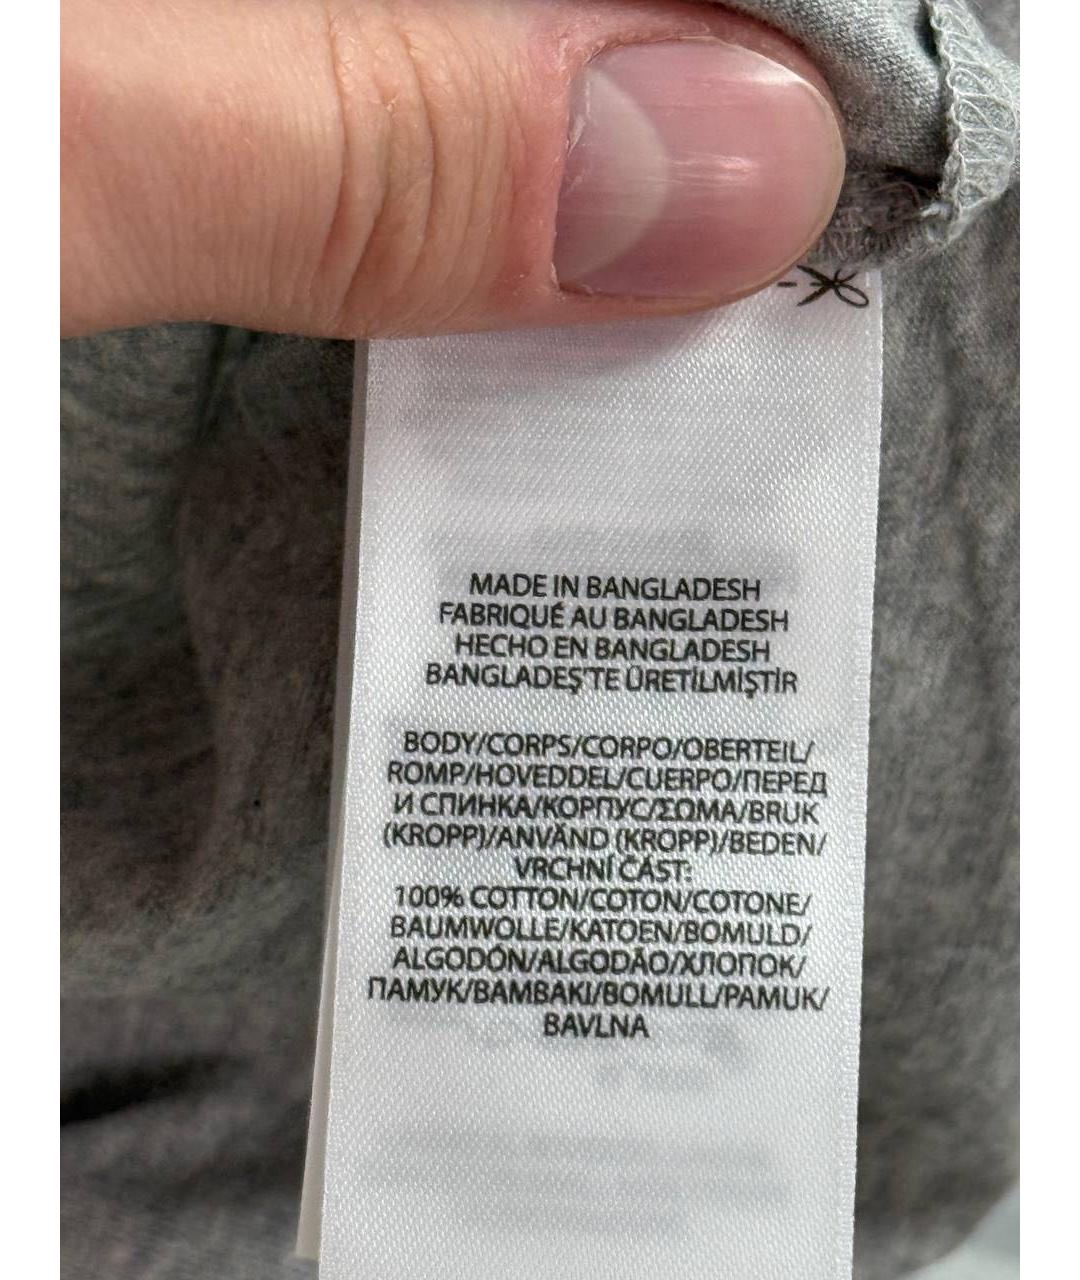 MADE IN BANGLADESH
FABRIQUÉ AU BANGLADESH
HECHO EN BANGLADESH
BANGLADEŞ'TE ÜRETİLMİŞTİR
BODY/CORPS/CORPO/OBERTEIL/
ROMP/HOVEDDEL/CUERPO/ПЕРЕД
И СПИНКА/КОРПУС/ΣΩΜΑ/BRUK
(KROPP)/ANVÄND (KROPP)/BEDEN/
VRCHNÍ ČÁST:
100% COTTON/COTON/COTONE/
BAUMWOLLE/KATOEN/BOMULD/
ALGODÓN/ALGODÃO/ХЛОПОК/
ПАМУК/ΒΑΜΒΑΚΙ/BOMULL/PAMUK/
BAVLNA